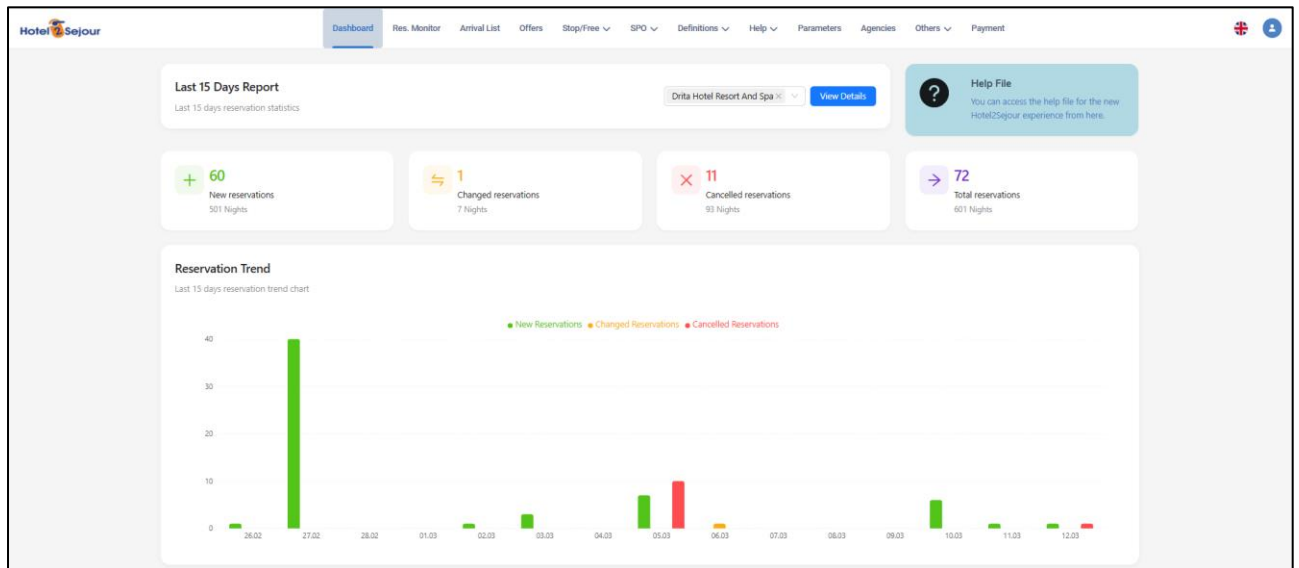 Hotel2Sejour
Dashboard Res. Monitor Arrival List Offers Stop/Free SPO Definitions Help Parameters Agencies Others Payment
Last 15 Days Report
Last 15 days reservation statistics
Drita Hotel Resort And Spa
View Details
?
Help File
You can access the help file for the new
Hotel2Sejour experience from here.
60
New reservations
501 Nights
1
Changed reservations
7 Nights
11
Cancelled reservations
93 Nights
72
Total reservations
601 Nights
Reservation Trend
Last 15 days reservation trend chart
New Reservations Changed Reservations Cancelled Reservations
40
30
20
10
0
26.02 27.02 28.02 01.03 02.03 03.03 04.03 05.03 06.03 07.03 08.03 09.03 10.03 11.03 12.03